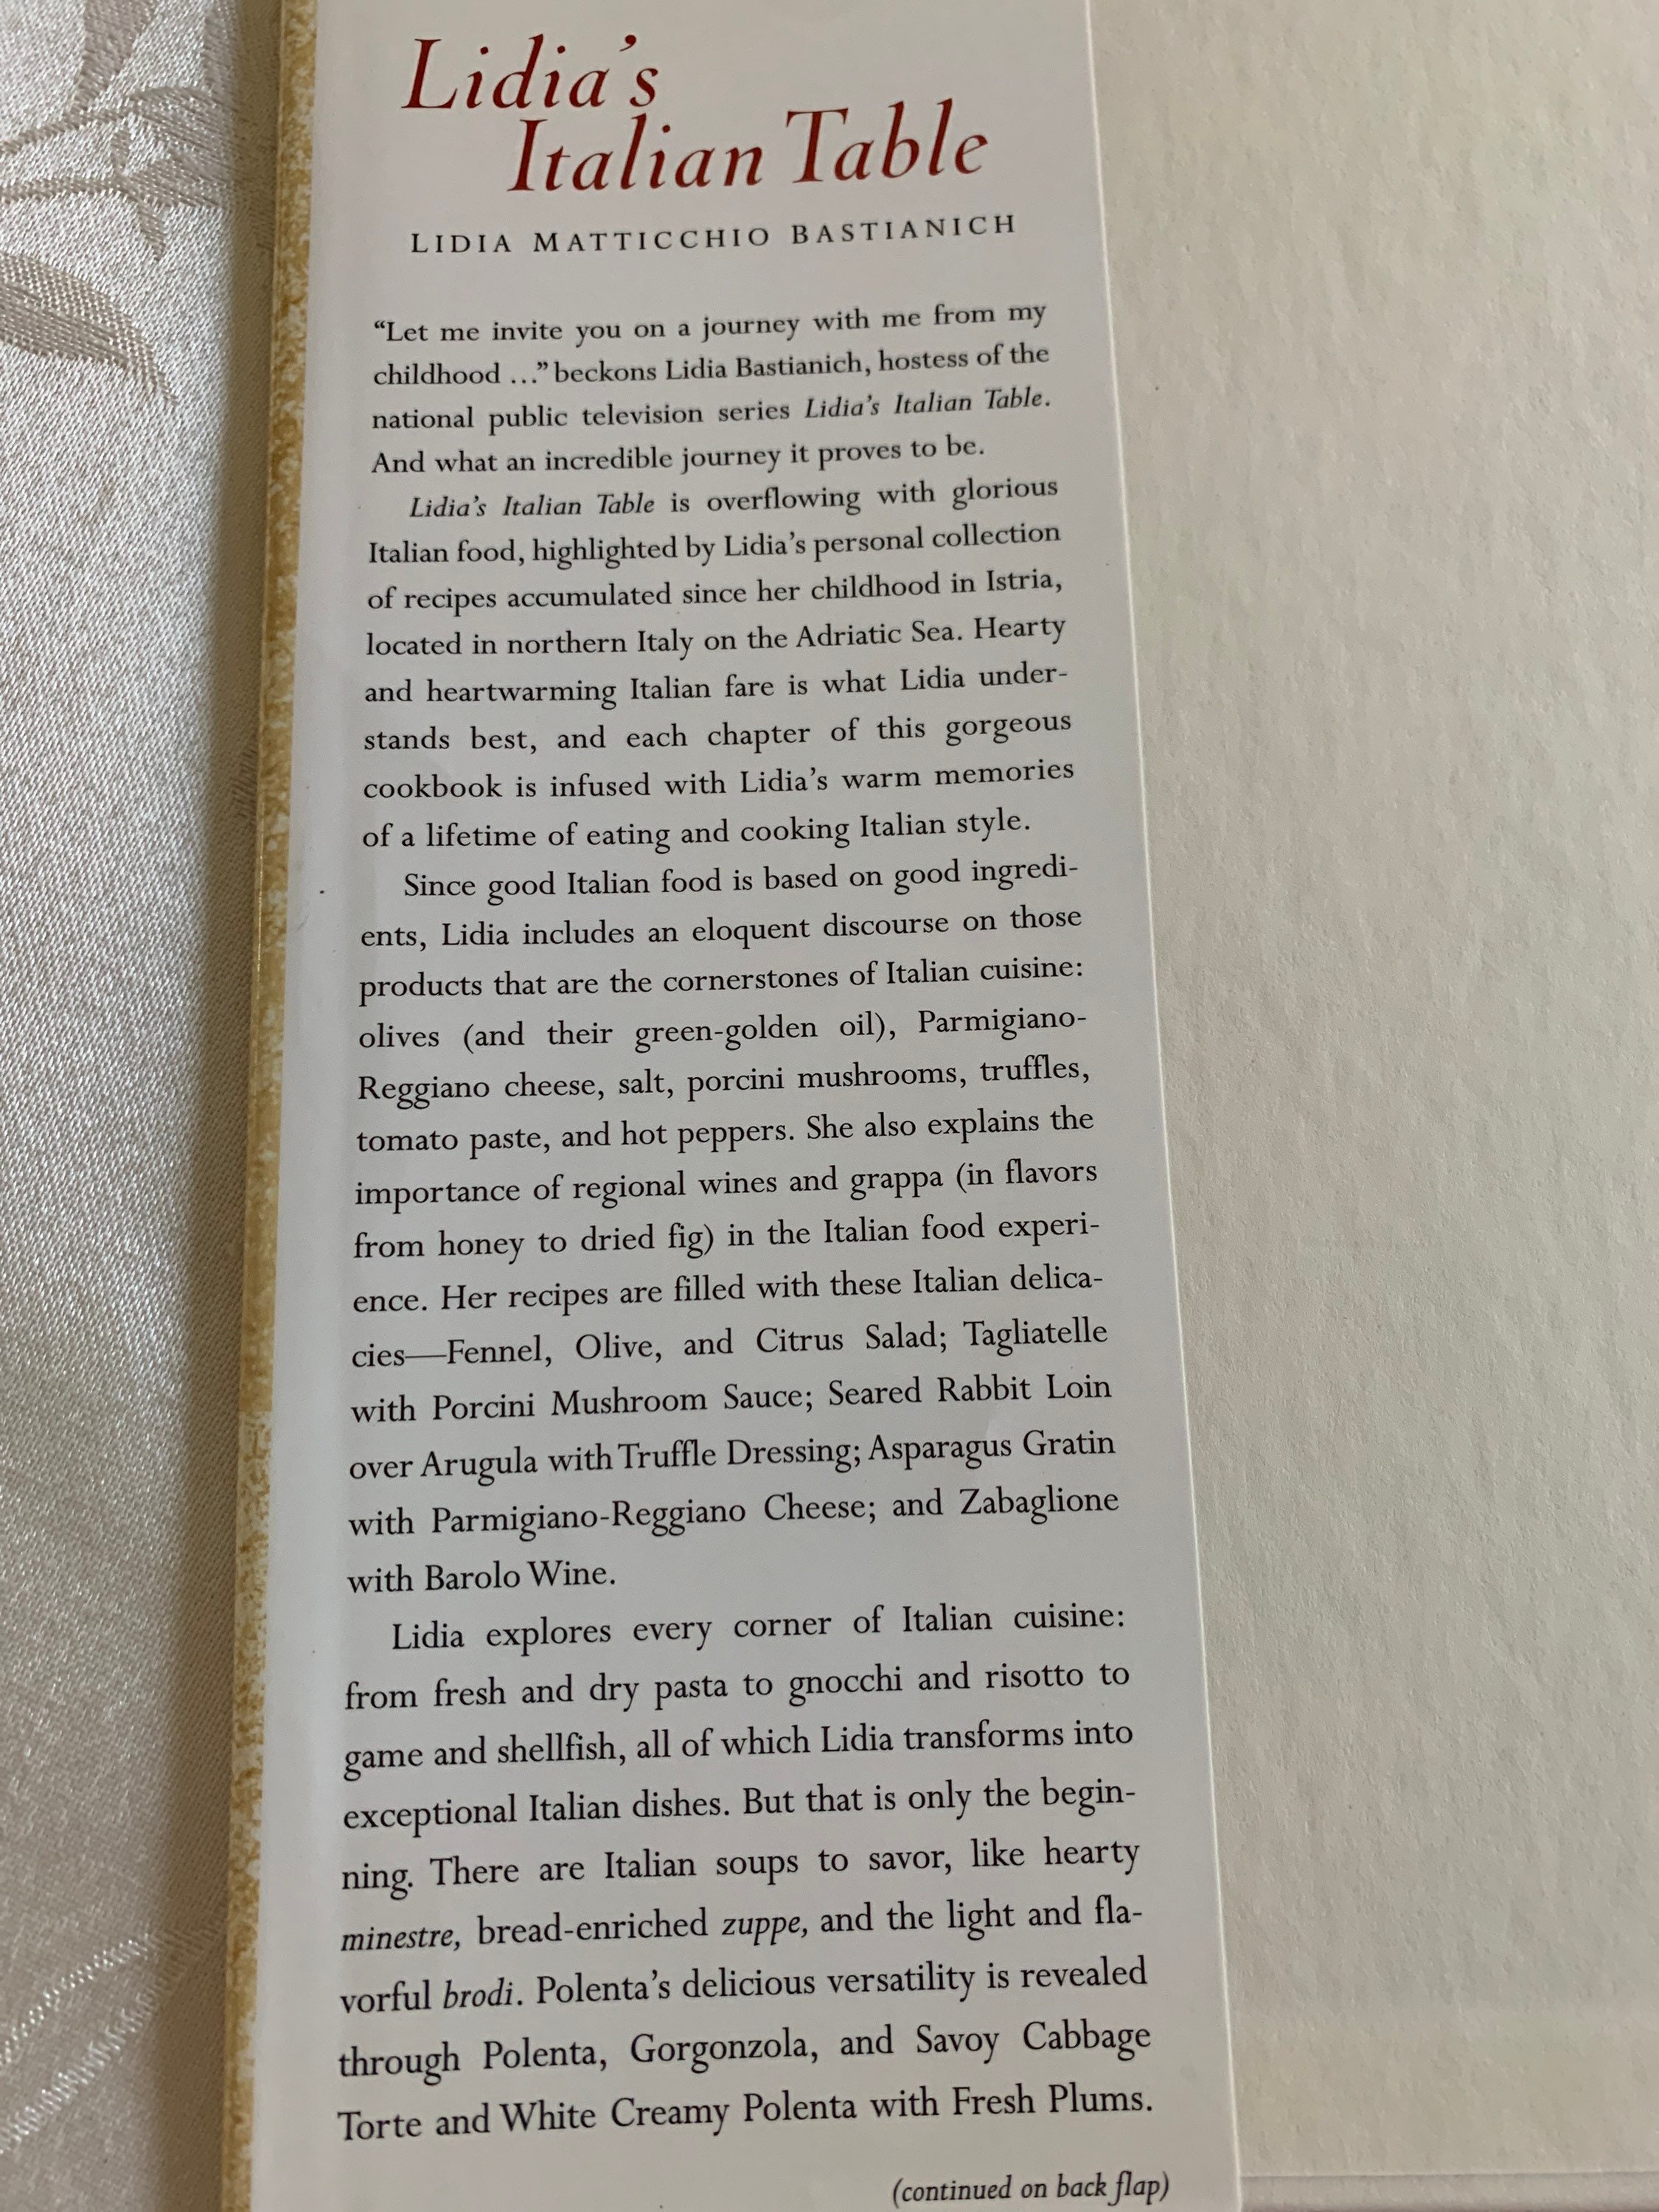 Lidia's
Italian Table
LIDIA MATTICCHIO BASTIANICH
“Let me invite you on a journey with me from my
childhood ...” beckons Lidia Bastianich, hostess of the
national public television series Lidia's Italian Table.
And what an incredible journey it proves to be.
Lidia's Italian Table is overflowing with glorious
Italian food, highlighted by Lidia's personal collection
of recipes accumulated since her childhood in Istria,
located in northern Italy on the Adriatic Sea. Hearty
and heartwarming Italian fare is what Lidia under-
stands best, and each chapter of this gorgeous
cookbook is infused with Lidia's warm memories
of a lifetime of eating and cooking Italian style.
Since good Italian food is based on good ingredi-
ents, Lidia includes an eloquent discourse on those
products that are the cornerstones of Italian cuisine:
olives (and their green-golden oil), Parmigiano-
Reggiano cheese, salt, porcini mushrooms, truffles,
tomato paste, and hot peppers. She also explains the
importance of regional wines and grappa (in flavors
from honey to dried fig) in the Italian food experi-
ence. Her recipes are filled with these Italian delica-
cies—Fennel, Olive, and Citrus Salad; Tagliatelle
with Porcini Mushroom Sauce; Seared Rabbit Loin
over Arugula with Truffle Dressing; Asparagus Gratin
with Parmigiano-Reggiano Cheese; and Zabaglione
with Barolo Wine.
Lidia explores every corner of Italian cuisine:
from fresh and dry pasta to gnocchi and risotto to
game and shellfish, all of which Lidia transforms into
exceptional Italian dishes. But that is only the begin-
ning. There are Italian soups to savor, like hearty
minestre, bread-enriched zuppe, and the light and fla-
vorful brodi. Polenta's delicious versatility is revealed
through Polenta, Gorgonzola, and Savoy Cabbage
Torte and White Creamy Polenta with Fresh Plums.
(continued on back flap)